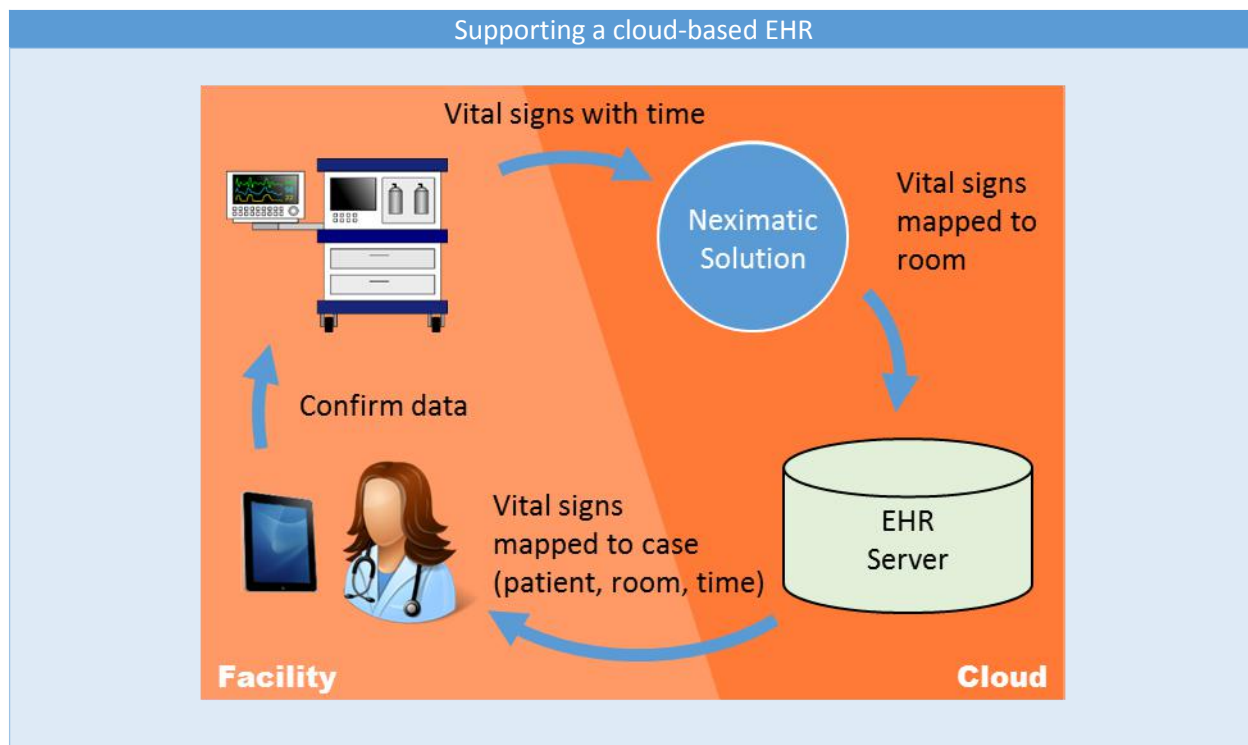 Supporting a cloud-based EHR
Vital signs with time
Neximatic
Solution
Vital signs
mapped to
room
Confirm data
Vital signs
mapped to case
(patient, room, time)
EHR
Server
Facility
Cloud